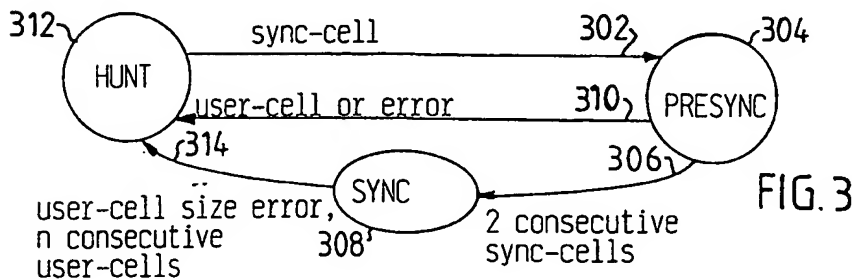 312
sync-cell
302
304
HUNT
user-cell or error
310
PRESYNC
314
306
SYNC
FIG. 3
user-cell size error,
n consecutive
user-cells
308
2 consecutive
sync-cells